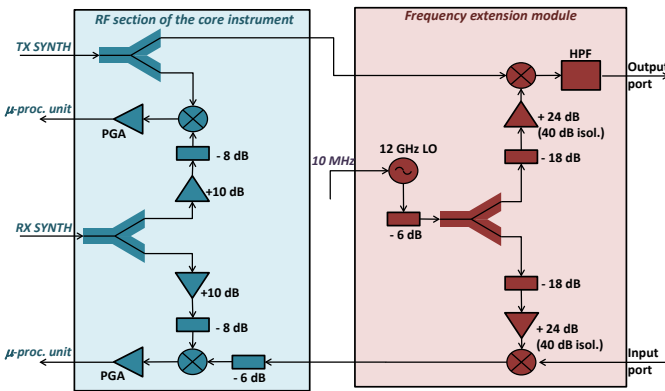 RF section of the core instrument
Frequency extension module
TX SYNTH
HPF
Output
port
μ-proc. unit
PGA
+ 24 dB
(40 dB isol.)
- 8 dB
12 GHz LO
10 MHz
- 18 dB
+10 dB
RX SYNTH
- 6 dB
+10 dB
- 18 dB
- 8 dB
+ 24 dB
(40 dB isol.)
μ-proc. unit
Input
port
PGA
- 6 dB